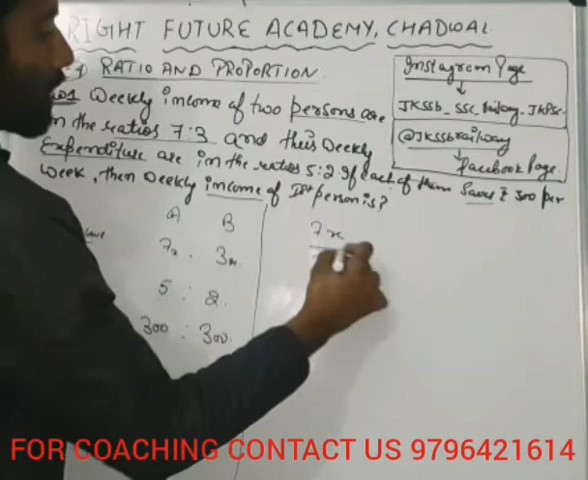 RIGHT FUTURE ACADEMY, CHADWAL
RATIO AND PROPORTION
Instagram Page
↓
JKSSb_SSC_Railway_JKPSC
@JKssbrailway
Facebook Page.
Weekly income of two persons are
in the ratios 7:3 and their Weekly
Expenditure are in the ratios 5:2 If each of them Saves ₹ 300 per
Week, then Weekly income of Ist person is?
A B
7x : 3x
5 : 2
300 : 300
7x
FOR COACHING CONTACT US 9796421614